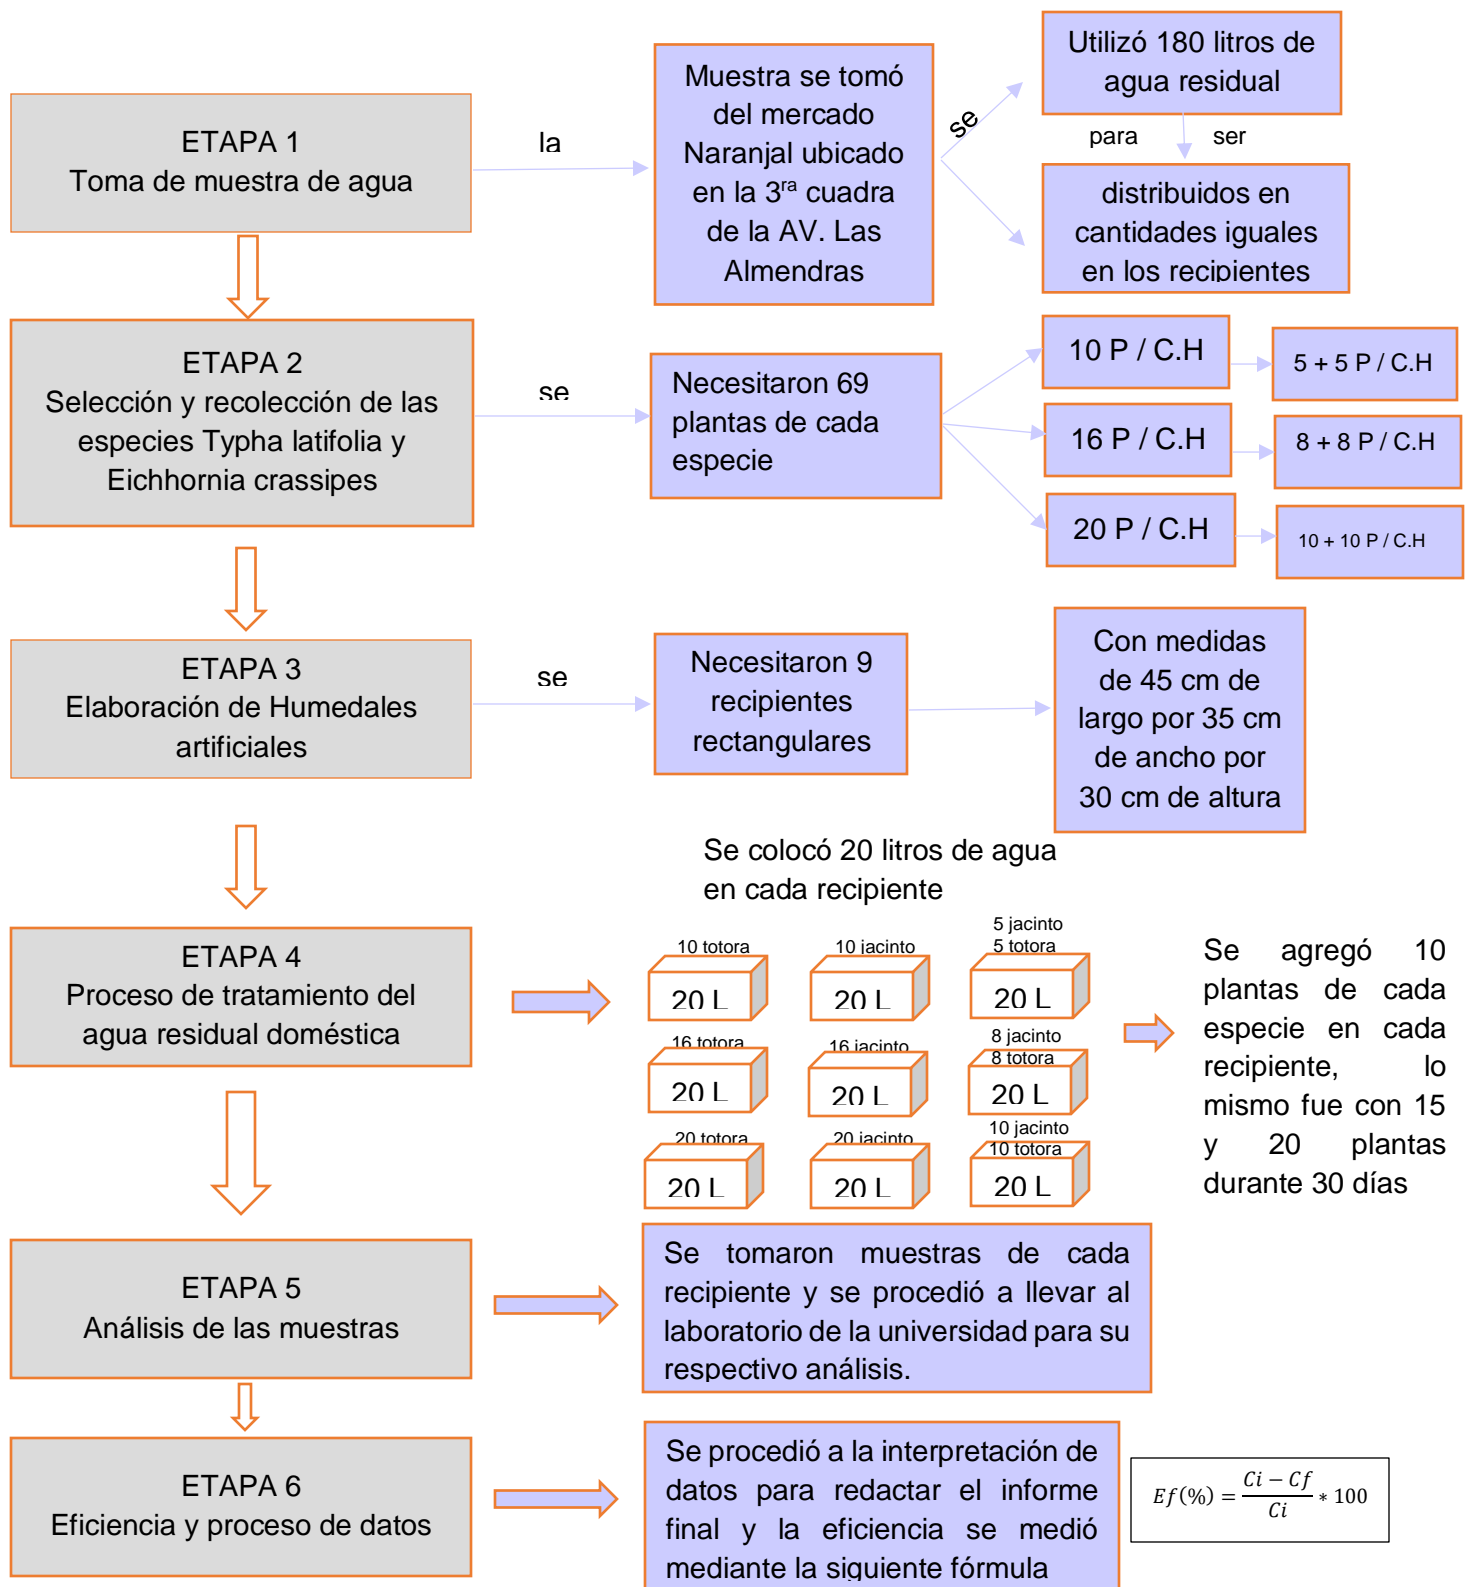 ETAPA 1
Toma de muestra de agua
la
Muestra se tomó
del mercado
Naranjal ubicado
en la 3ra cuadra
de la AV. Las
Almendras
se
Utilizó 180 litros de
agua residual
para ser
distribuidos en
cantidades iguales
en los recipientes
ETAPA 2
Selección y recolección de las
especies Typha latifolia y
Eichhornia crassipes
se
Necesitaron 69
plantas de cada
especie
10 P / C.H
5 + 5 P / C.H
16 P / C.H
8 + 8 P / C.H
20 P / C.H
10 + 10 P / C.H
ETAPA 3
Elaboración de Humedales
artificiales
se
Necesitaron 9
recipientes
rectangulares
Con medidas
de 45 cm de
largo por 35 cm
de ancho por
30 cm de altura
ETAPA 4
Proceso de tratamiento del
agua residual doméstica
Se colocó 20 litros de agua
en cada recipiente
10 totora
20 L
10 jacinto
20 L
5 jacinto
5 totora
20 L
16 totora
20 L
16 jacinto
20 L
8 jacinto
8 totora
20 L
20 totora
20 L
20 jacinto
20 L
10 jacinto
10 totora
20 L
Se agregó 10
plantas de cada
especie en cada
recipiente, lo
mismo fue con 15
y 20 plantas
durante 30 días
ETAPA 5
Análisis de las muestras
Se tomaron muestras de cada
recipiente y se procedió a llevar al
laboratorio de la universidad para su
respectivo análisis.
ETAPA 6
Eficiencia y proceso de datos
Se procedió a la interpretación de
datos para redactar el informe
final y la eficiencia se medió
mediante la siguiente fórmula
Ef(%) = (Ci − Cf) / Ci ∗ 100